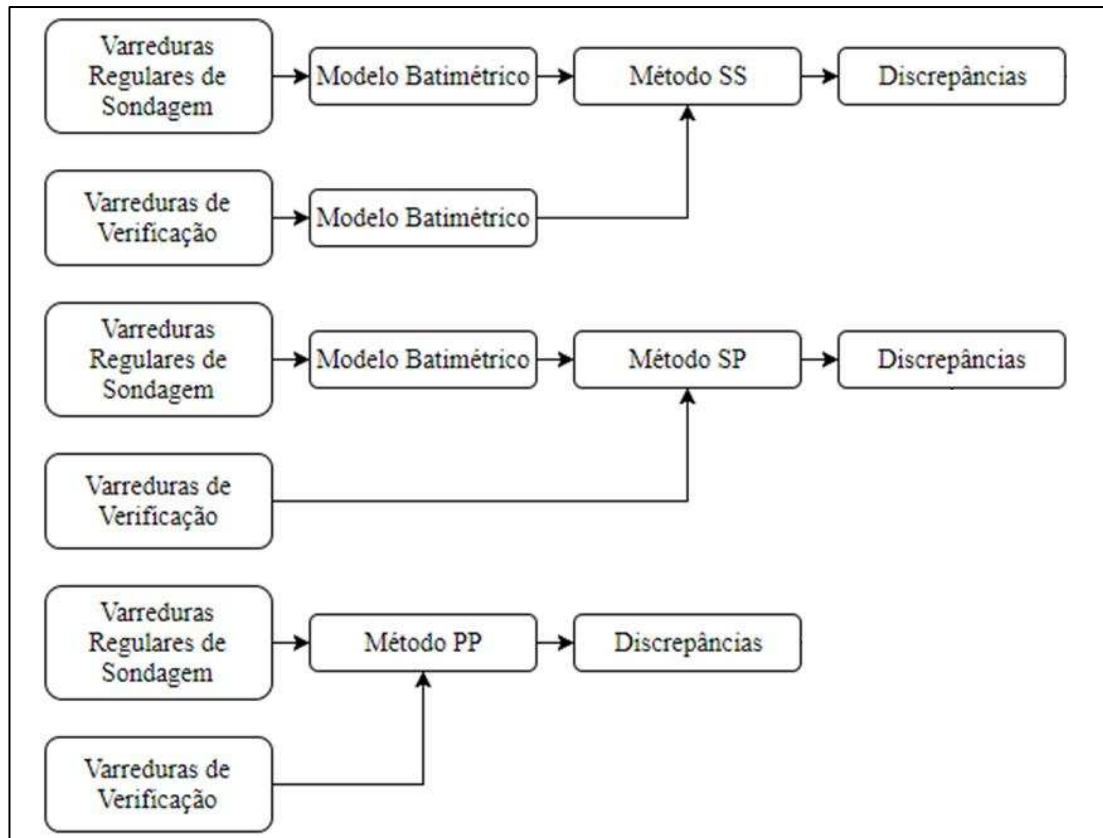 Varreduras
Regulares de
Sondagem
Modelo Batimétrico
Método SS
Discrepâncias
Varreduras de
Verificação
Modelo Batimétrico
Varreduras
Regulares de
Sondagem
Modelo Batimétrico
Método SP
Discrepâncias
Varreduras de
Verificação
Varreduras
Regulares de
Sondagem
Método PP
Discrepâncias
Varreduras de
Verificação